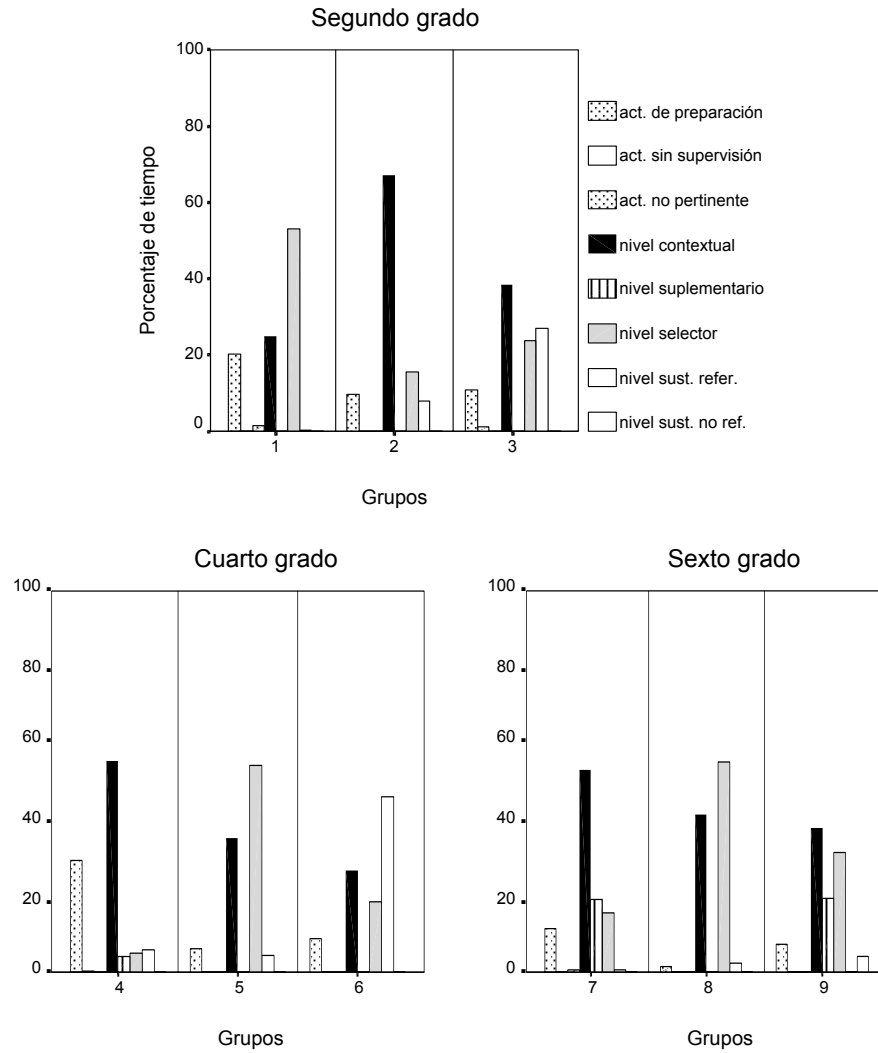 Segundo grado
100
80
60
40
20
0
Porcentaje de tiempo
1 2 3
Grupos
act. de preparación
act. sin supervisión
act. no pertinente
nivel contextual
nivel suplementario
nivel selector
nivel sust. refer.
nivel sust. no ref.
Cuarto grado
100
80
60
40
20
0
4 5 6
Grupos
Sexto grado
100
80
60
40
20
0
7 8 9
Grupos